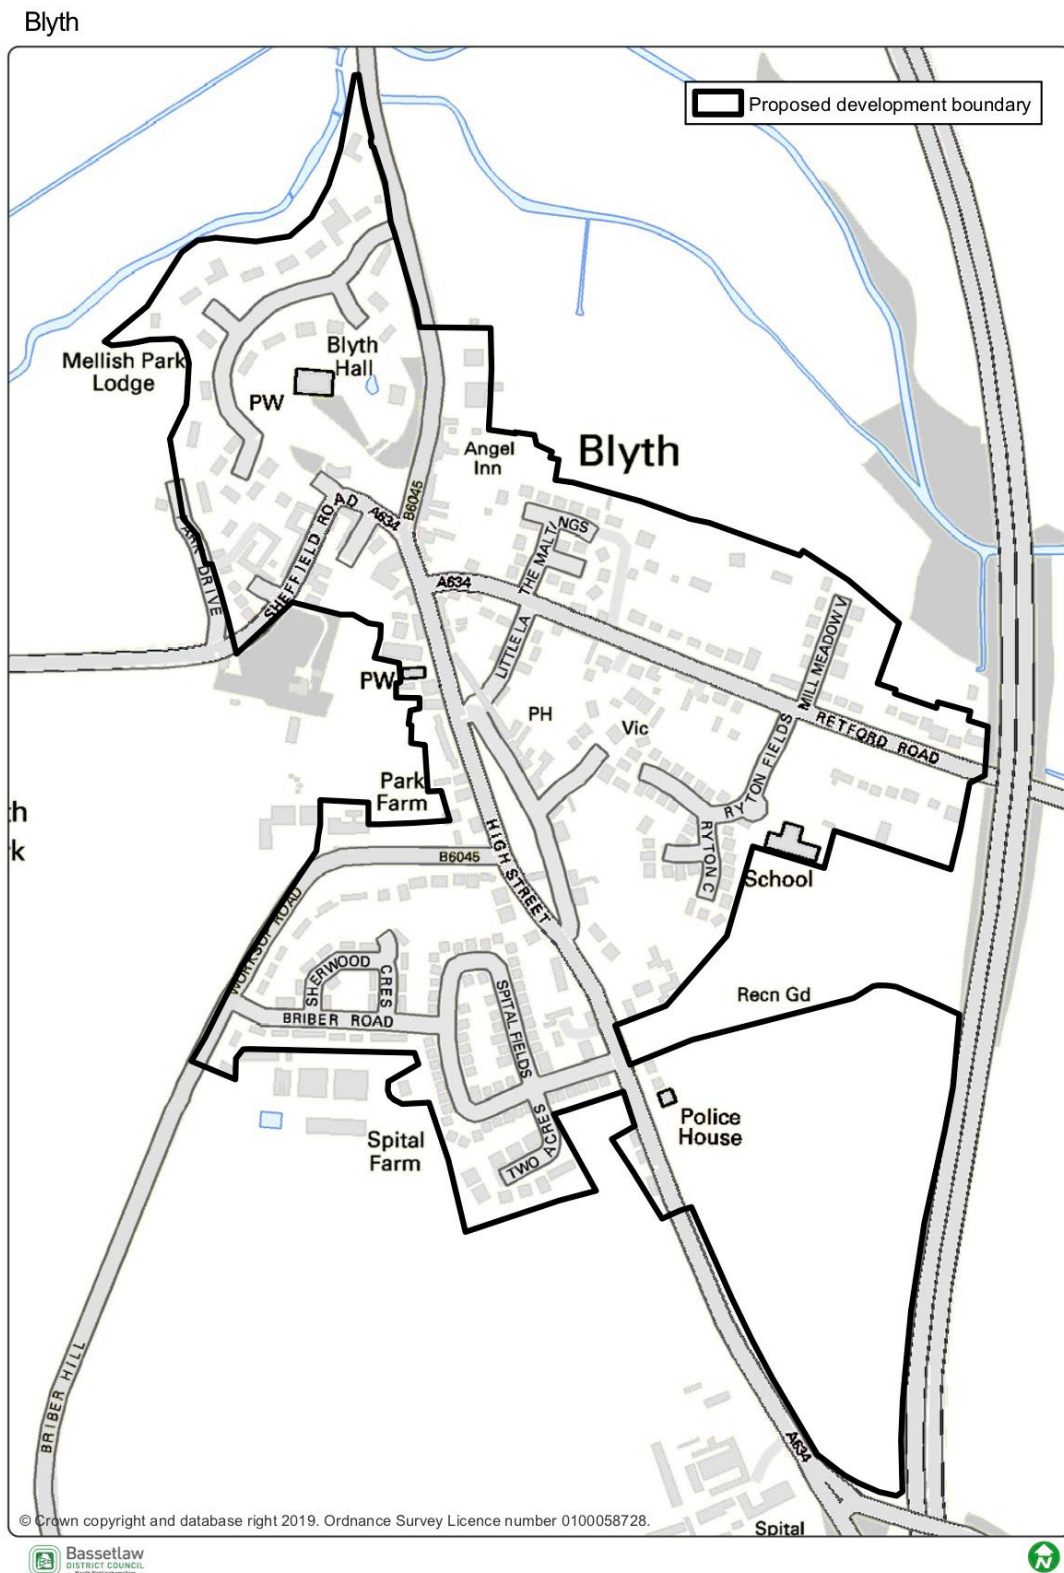 Blyth
Proposed development boundary
Mellish Park
Lodge
Blyth
Hall
PW
Angel
Inn
Blyth
B6045
SHEFFIELD ROAD
A634
DRIVE
A634
THE MALTINGS
LITTLE LA
MILL MEADOW V
PW
PH
Vic
RETFORD ROAD
RYTON FIELDS
RYTON C
Park
Farm
HIGH STREET
B6045
School
WORKSOP ROAD
SHERWOOD
CRES
BRIBER ROAD
SPITAL FIELDS
Recn Gd
TWO ACRES
Police
House
Spital
Farm
BRIBER HILL
A634
Spital
© Crown copyright and database right 2019. Ordnance Survey Licence number 0100058728.
Bassetlaw
DISTRICT COUNCIL
N